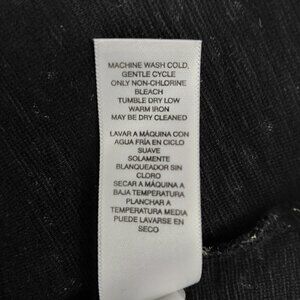 MACHINE WASH COLD,
GENTLE CYCLE
ONLY NON-CHLORINE
BLEACH
TUMBLE DRY LOW
WARM IRON
MAY BE DRY CLEANED
LAVAR A MÁQUINA CON
AGUA FRÍA EN CICLO
SUAVE
SOLAMENTE
BLANQUEADOR SIN
CLORO
SECAR A MÁQUINA A
BAJA TEMPERATURA
PLANCHAR A
TEMPERATURA MEDIA
PUEDE LAVARSE EN
SECO